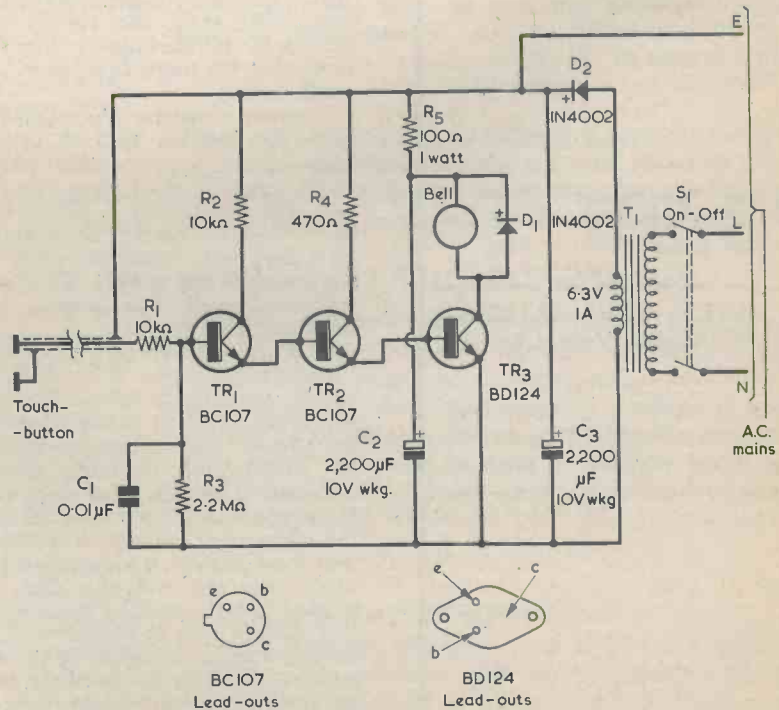 E
D2
1N4002
R5
100Ω
1 watt
Bell
D1
1N4002
T1
S1
On-Off
L
R2
10kΩ
R4
470Ω
6·3V
1A
R1
10kΩ
TR1
BC107
TR2
BC107
TR3
BD124
N
A.C.
mains
Touch-
-button
C1
0·01µF
R3
2·2MΩ
C2
2,200µF
10V wkg.
C3
2,200
µF
10V wkg
+
+
+
+
e
b
c
BC107
Lead-outs
e
c
b
BD124
Lead-outs